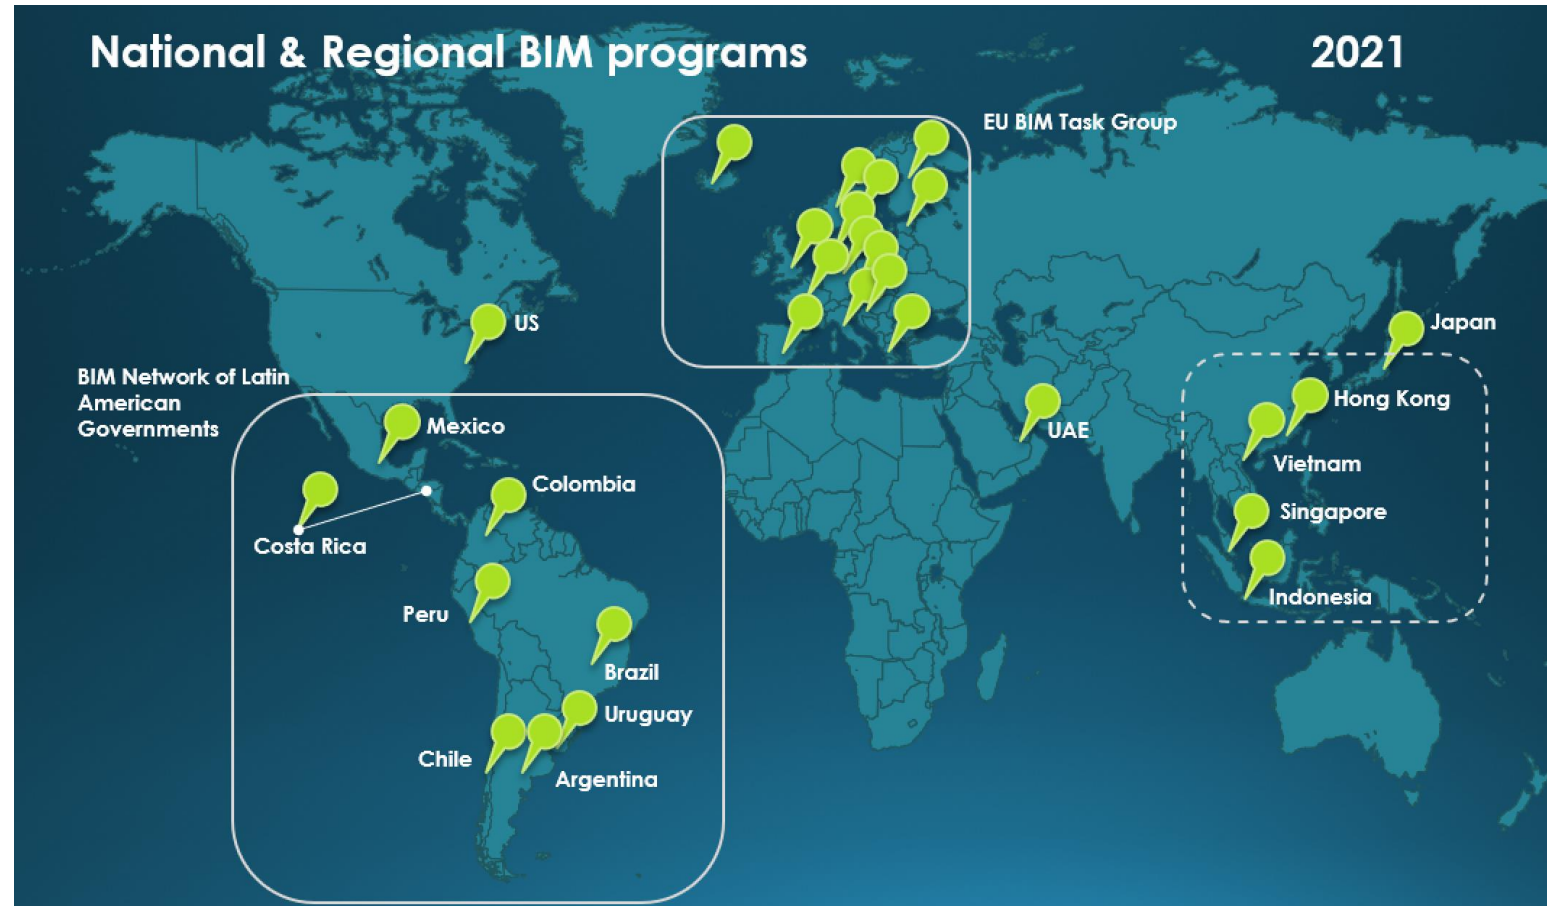 National & Regional BIM programs
2021
EU BIM Task Group
US
Japan
BIM Network of Latin
American
Governments
Hong Kong
Mexico
UAE
Vietnam
Colombia
Singapore
Costa Rica
Indonesia
Peru
Brazil
Uruguay
Chile
Argentina